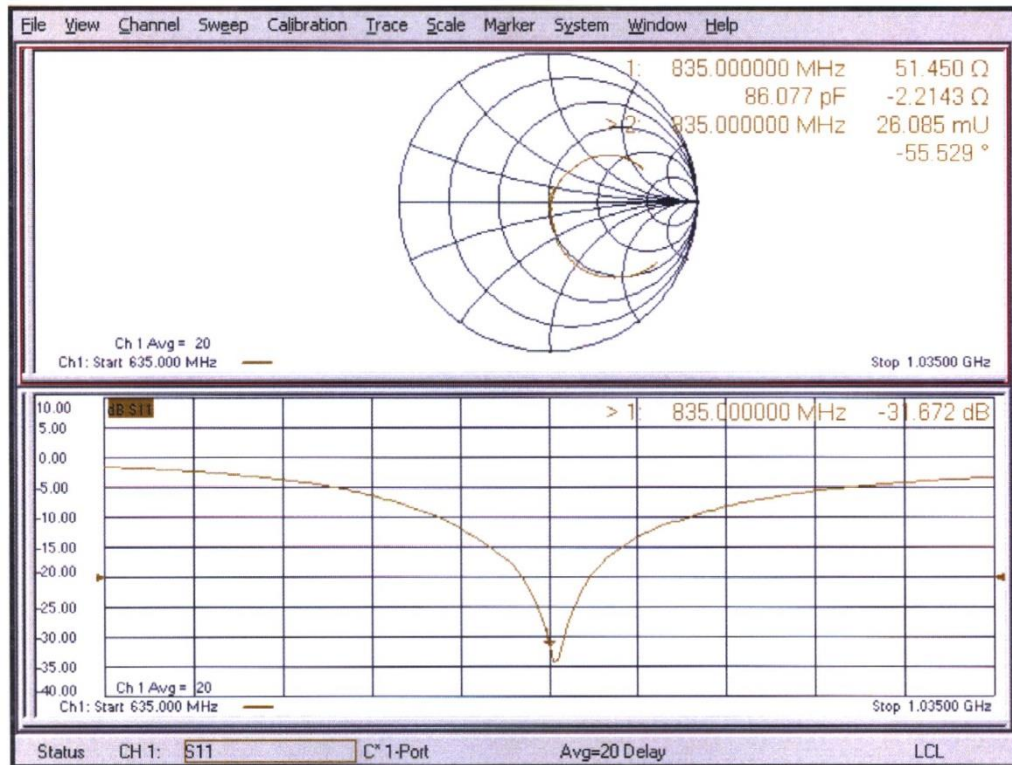 File View Channel Sweep Calibration Trace Scale Marker System Window Help
1: 835.000000 MHz 51.450 Ω
86.077 pF -2.2143 Ω
> 2: 835.000000 MHz 26.085 mU
-55.529 °
Ch 1 Avg = 20
Ch1: Start 635.000 MHz Stop 1.03500 GHz
10.00 dB S11 > 1: 835.000000 MHz -31.672 dB
5.00
0.00
-5.00
-10.00
-15.00
-20.00
-25.00
-30.00
-35.00
-40.00
Ch 1 Avg = 20
Ch1: Start 635.000 MHz Stop 1.03500 GHz
Status CH 1: S11 C* 1-Port Avg=20 Delay LCL